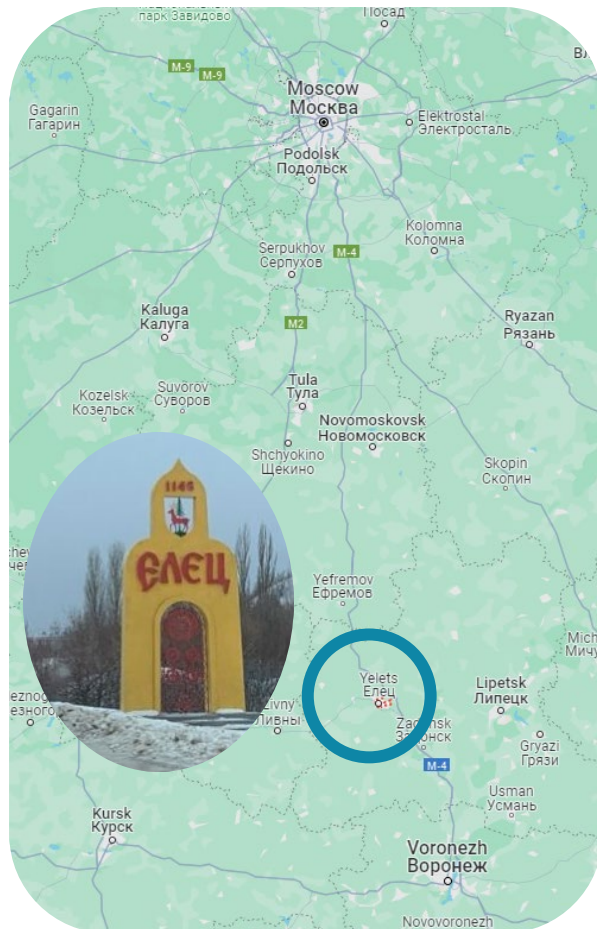 парк Завидово
Посад
М-9
М-9
Moscow
Москва
Gagarin
Гагарин
Elektrostal
Электросталь
Podolsk
Подольск
Kolomna
Коломна
Serpukhov
Серпухов
М-4
Kaluga
Калуга
M2
Ryazan
Рязань
Suvorov
Суворов
Kozelsk
Козельск
Tula
Тула
Novomoskovsk
Новомосковск
Shchyokino
Щёкино
Skopin
Скопин
1146
ЕЛЕЦ
Yefremov
Ефремов
Mich
Мичу
Yelets
Елец
Lipetsk
Липецк
Ливны
Gryazi
Грязи
М-4
Usman
Усмань
Kursk
Курск
Voronezh
Воронеж
Novovoronezh